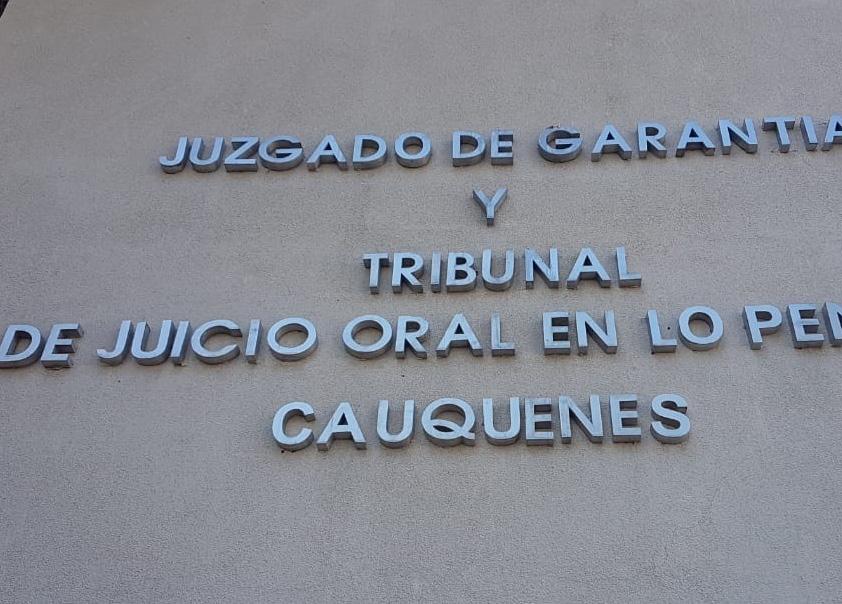 JUZGADO DE GARANTIA
Y
TRIBUNAL
DE JUICIO ORAL EN LO PEN
CAUQUENES